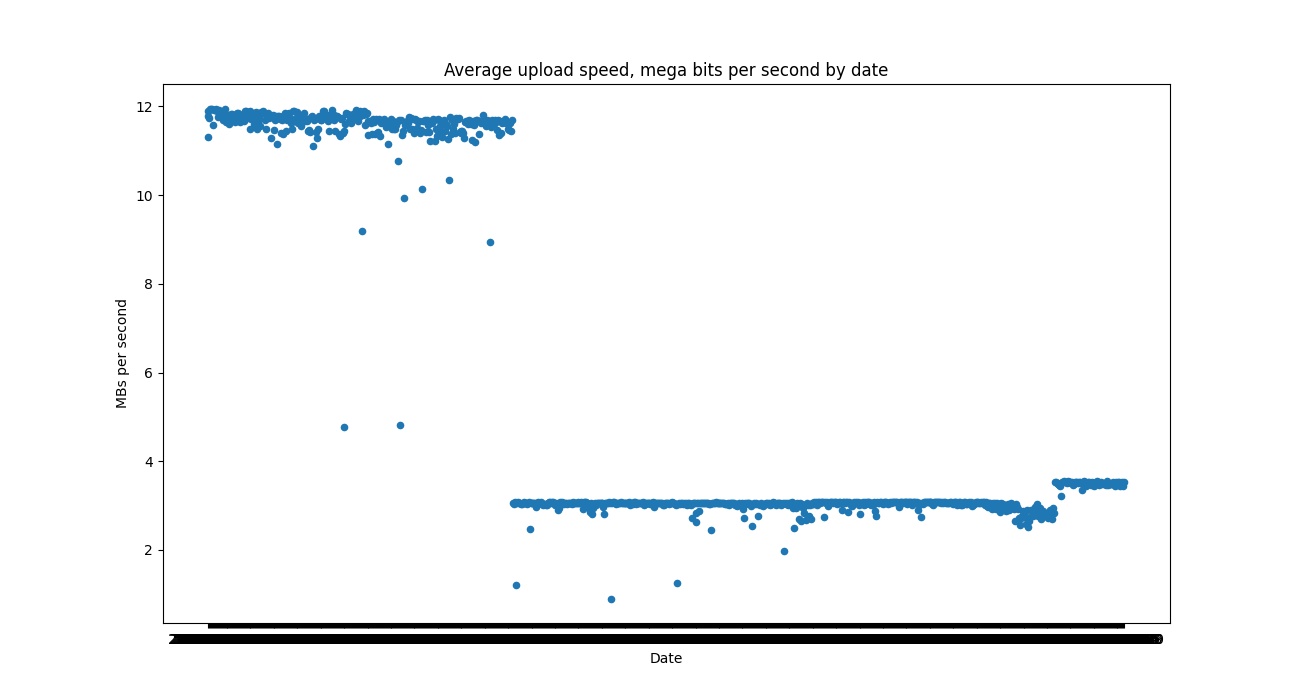 Average upload speed, mega bits per second by date
12
10
8
6
4
2
MBs per second
Date